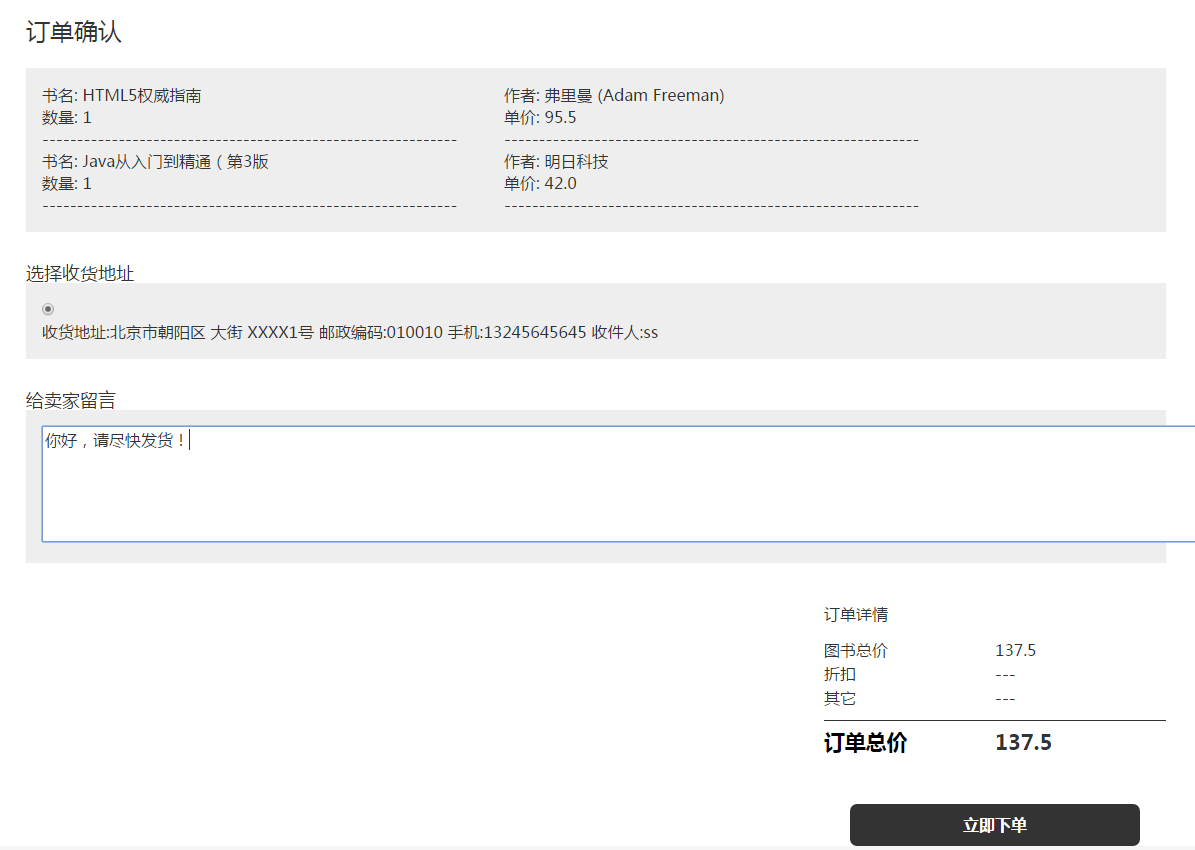 订单确认
书名: HTML5权威指南 作者: 弗里曼 (Adam Freeman)
数量: 1 单价: 95.5
------------------------------------------------------------ ------------------------------------------------------------
书名: Java从入门到精通（第3版 作者: 明日科技
数量: 1 单价: 42.0
------------------------------------------------------------ ------------------------------------------------------------
选择收货地址
收货地址:北京市朝阳区 大街 XXXX1号 邮政编码:010010 手机:13245645645 收件人:ss
给卖家留言
你好，请尽快发货！
订单详情
图书总价 137.5
折扣 ---
其它 ---
订单总价 137.5
立即下单